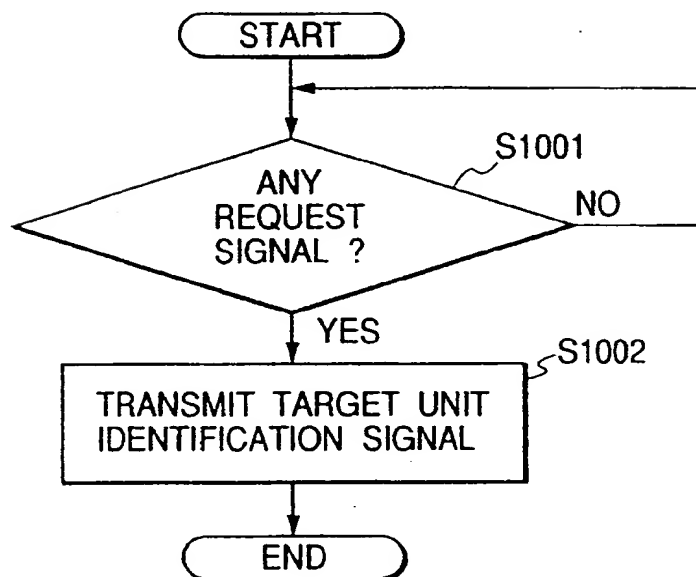 START
S1001
ANY
REQUEST
SIGNAL ?
NO
YES
S1002
TRANSMIT TARGET UNIT
IDENTIFICATION SIGNAL
END